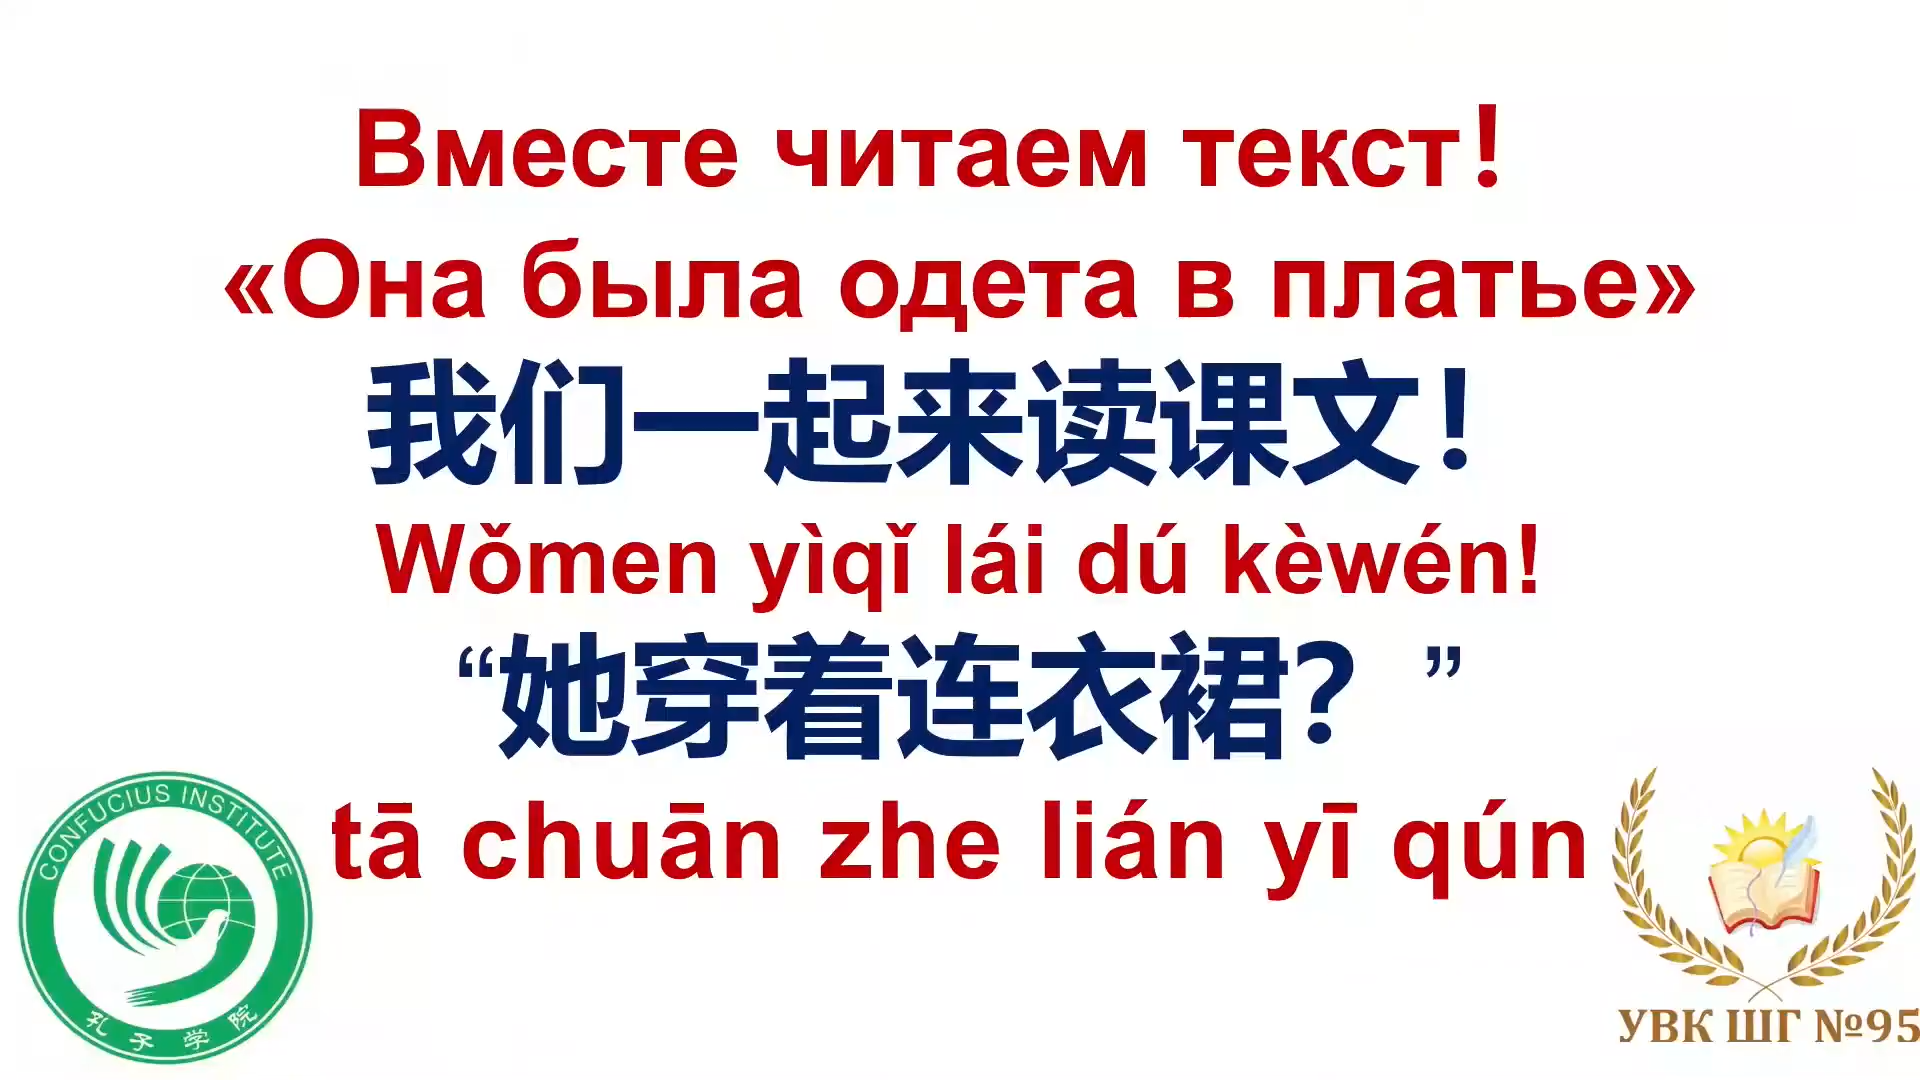 Вместе читаем текст!
«Она была одета в платье»
我们一起来读课文！
Wǒmen yìqǐ lái dú kèwén!
“她穿着连衣裙？”
tā chuān zhe lián yī qún
CONFUCIUS INSTITUTE
孔子学院
УВК ШГ №95